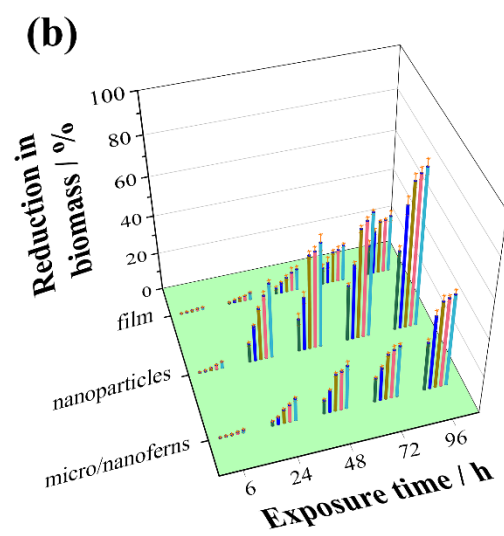 (b)
Reduction in
biomass / %
100
80
60
40
20
0
film
nanoparticles
micro/nanoferns
6
24
48
72
96
Exposure time / h